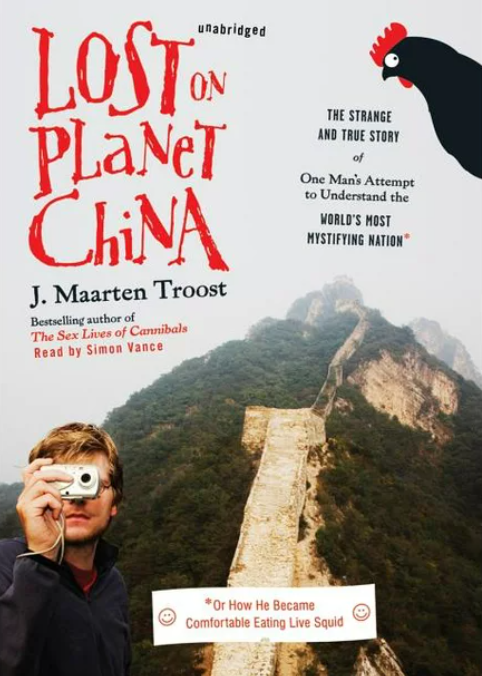 unabridged
LOST ON
PLaNeT
ChiNA
J. Maarten Troost
Bestselling author of
The Sex Lives of Cannibals
Read by Simon Vance
THE STRANGE
AND TRUE STORY
of
One Man's Attempt
to Understand the
WORLD'S MOST
MYSTIFYING NATION*
*Or How He Became
Comfortable Eating Live Squid